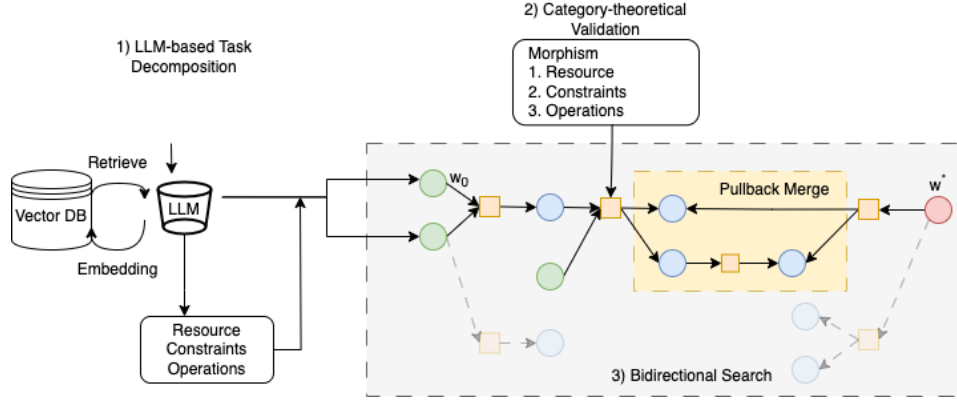 1) LLM-based Task
Decomposition
2) Category-theoretical
Validation
Morphism
1. Resource
2. Constraints
3. Operations
Retrieve
Vector DB
LLM
Embedding
Resource
Constraints
Operations
w0
Pullback Merge
w*
3) Bidirectional Search